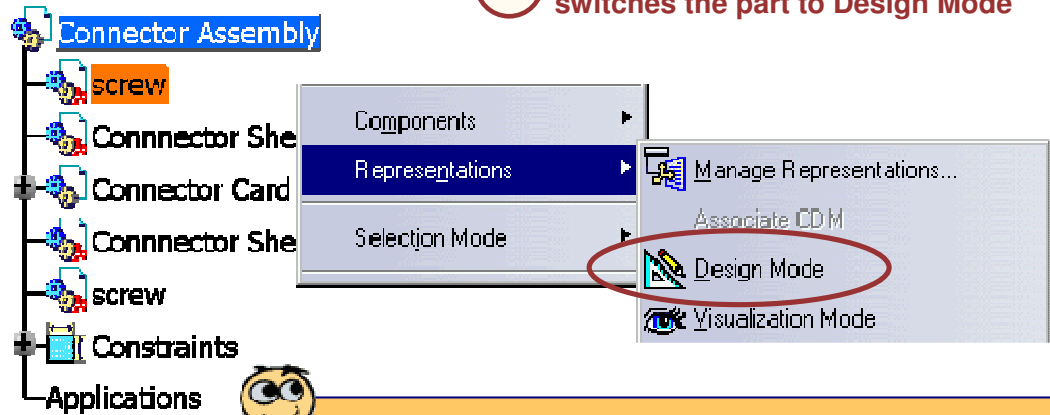 switches the part to Design Mode
Connector Assembly
screw
Connnector She
Connector Card
Connnector She
screw
Constraints
Applications
Components
Representations
Selection Mode
Manage Representations...
Associate CDM
Design Mode
Visualization Mode